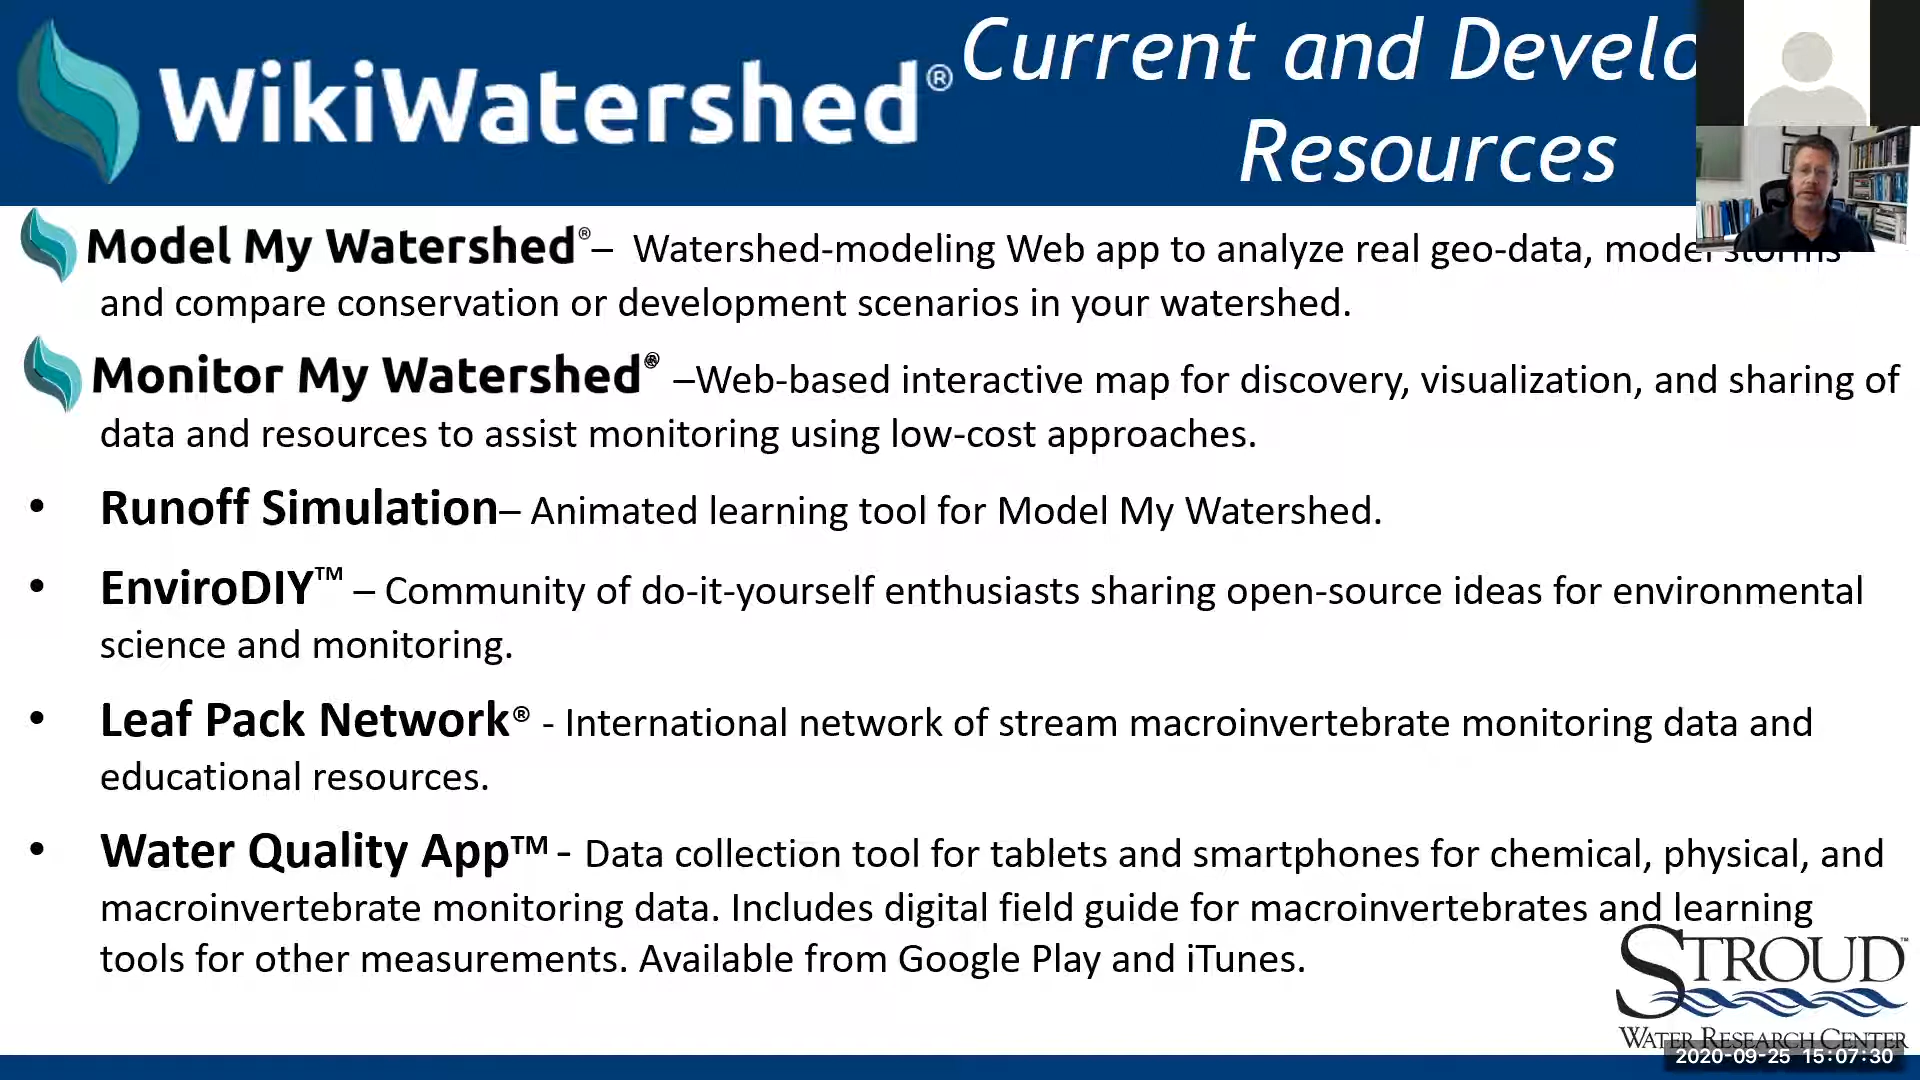 WikiWatershed®
Current and Develo
Resources
Model My Watershed®– Watershed-modeling Web app to analyze real geo-data, model storms
and compare conservation or development scenarios in your watershed.
Monitor My Watershed® –Web-based interactive map for discovery, visualization, and sharing of
data and resources to assist monitoring using low-cost approaches.
• Runoff Simulation– Animated learning tool for Model My Watershed.
• EnviroDIY™ – Community of do-it-yourself enthusiasts sharing open-source ideas for environmental
science and monitoring.
• Leaf Pack Network® - International network of stream macroinvertebrate monitoring data and
educational resources.
• Water Quality App™ - Data collection tool for tablets and smartphones for chemical, physical, and
macroinvertebrate monitoring data. Includes digital field guide for macroinvertebrates and learning
tools for other measurements. Available from Google Play and iTunes.
STROUD™
WATER RESEARCH CENTER
2020-09-25 15:07:30